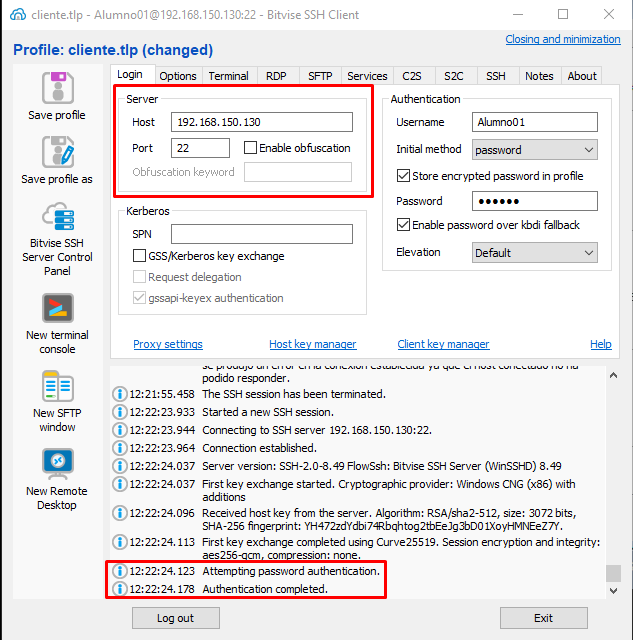 cliente.tlp - Alumno01@192.168.150.130:22 - Bitvise SSH Client
Profile: cliente.tlp (changed)
Closing and minimization
Save profile
Save profile as
Bitvise SSH
Server Control
Panel
New terminal
console
New SFTP
window
New Remote
Desktop
Login Options Terminal RDP SFTP Services C2S S2C SSH Notes About
Server
Host 192.168.150.130
Port 22 Enable obfuscation
Obfuscation keyword
Kerberos
SPN
GSS/Kerberos key exchange
Request delegation
gssapi-keyex authentication
Authentication
Username Alumno01
Initial method password
Store encrypted password in profile
Password ●●●●●●
Enable password over kbdi fallback
Elevation Default
Proxy settings Host key manager Client key manager Help
se produjo un error en la conexión establecida ya que el host conectado no ha
podido responder.
12:21:55.458 The SSH session has been terminated.
12:22:23.933 Started a new SSH session.
12:22:23.944 Connecting to SSH server 192.168.150.130:22.
12:22:23.964 Connection established.
12:22:24.037 Server version: SSH-2.0-8.49 FlowSsh: Bitvise SSH Server (WinSSHD) 8.49
12:22:24.037 First key exchange started. Cryptographic provider: Windows CNG (x86) with
additions
12:22:24.096 Received host key from the server. Algorithm: RSA/sha2-512, size: 3072 bits,
SHA-256 fingerprint: YH472zdYdbi74Rbqhtog2tbEeJg3bD01XoyHMNEeZ7Y.
12:22:24.113 First key exchange completed using Curve25519. Session encryption and integrity:
aes256-gcm, compression: none.
12:22:24.123 Attempting password authentication.
12:22:24.178 Authentication completed.
Log out Exit